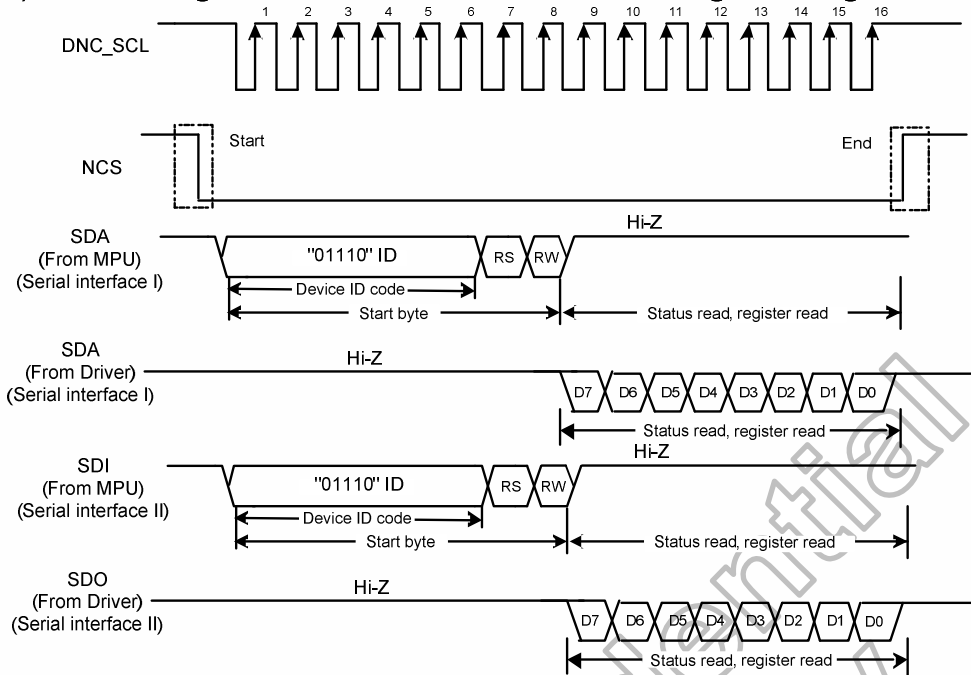 1 2 3 4 5 6 7 8 9 10 11 12 13 14 15 16
DNC_SCL
Start
End
NCS
Hi-Z
SDA
(From MPU)
(Serial interface I)
"01110" ID
RS
RW
Device ID code
Start byte
Status read, register read
Hi-Z
SDA
(From Driver)
(Serial interface I)
D7 D6 D5 D4 D3 D2 D1 D0
Status read, register read
Hi-Z
SDI
(From MPU)
(Serial interface II)
"01110" ID
RS
RW
Device ID code
Start byte
Status read, register read
Hi-Z
SDO
(From Driver)
(Serial interface II)
D7 D6 D5 D4 D3 D2 D1 D0
Status read, register read